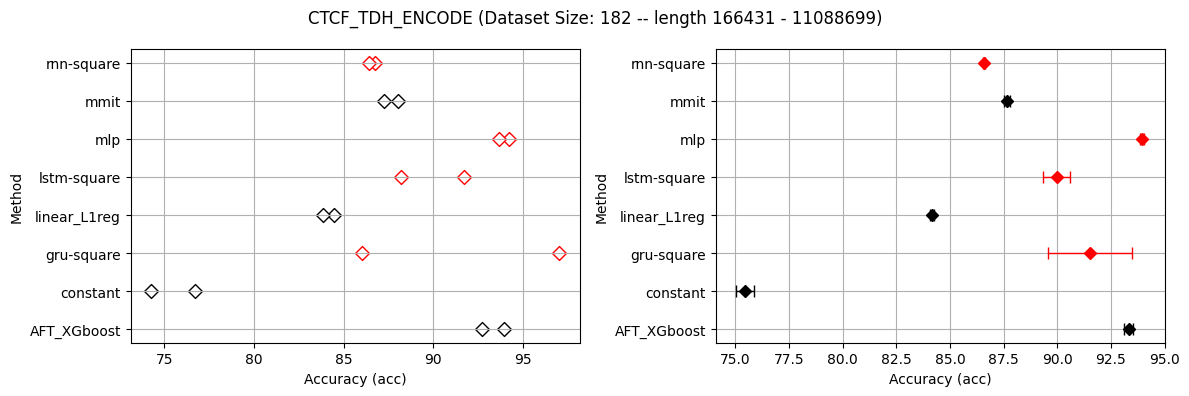 CTCF_TDH_ENCODE (Dataset Size: 182 -- length 166431 - 11088699)
Method
rnn-square
mmit
mlp
lstm-square
linear_L1reg
gru-square
constant
AFT_XGboost
75 80 85 90 95
Accuracy (acc)
Method
rnn-square
mmit
mlp
lstm-square
linear_L1reg
gru-square
constant
AFT_XGboost
75.0 77.5 80.0 82.5 85.0 87.5 90.0 92.5 95.0
Accuracy (acc)